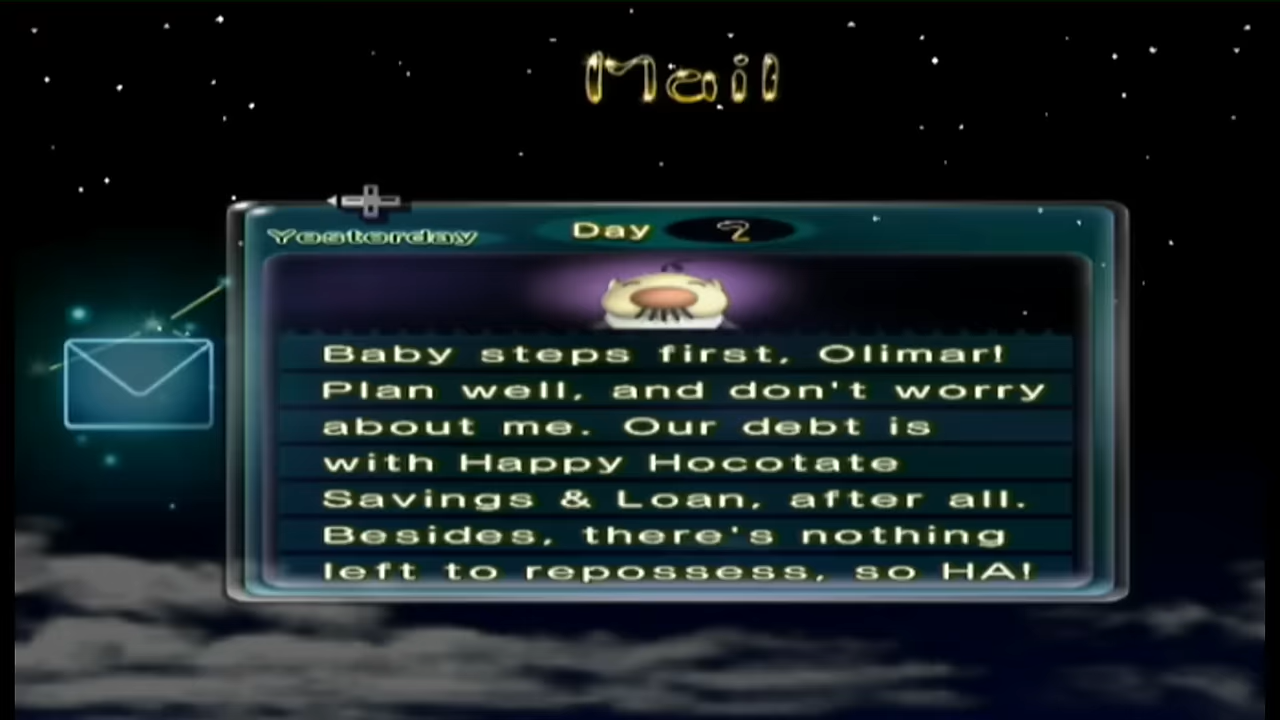 Mail
Yesterday
Day 2
Baby steps first, Olimar!
Plan well, and don't worry
about me. Our debt is
with Happy Hocotate
Savings & Loan, after all.
Besides, there's nothing
left to repossess, so HA!